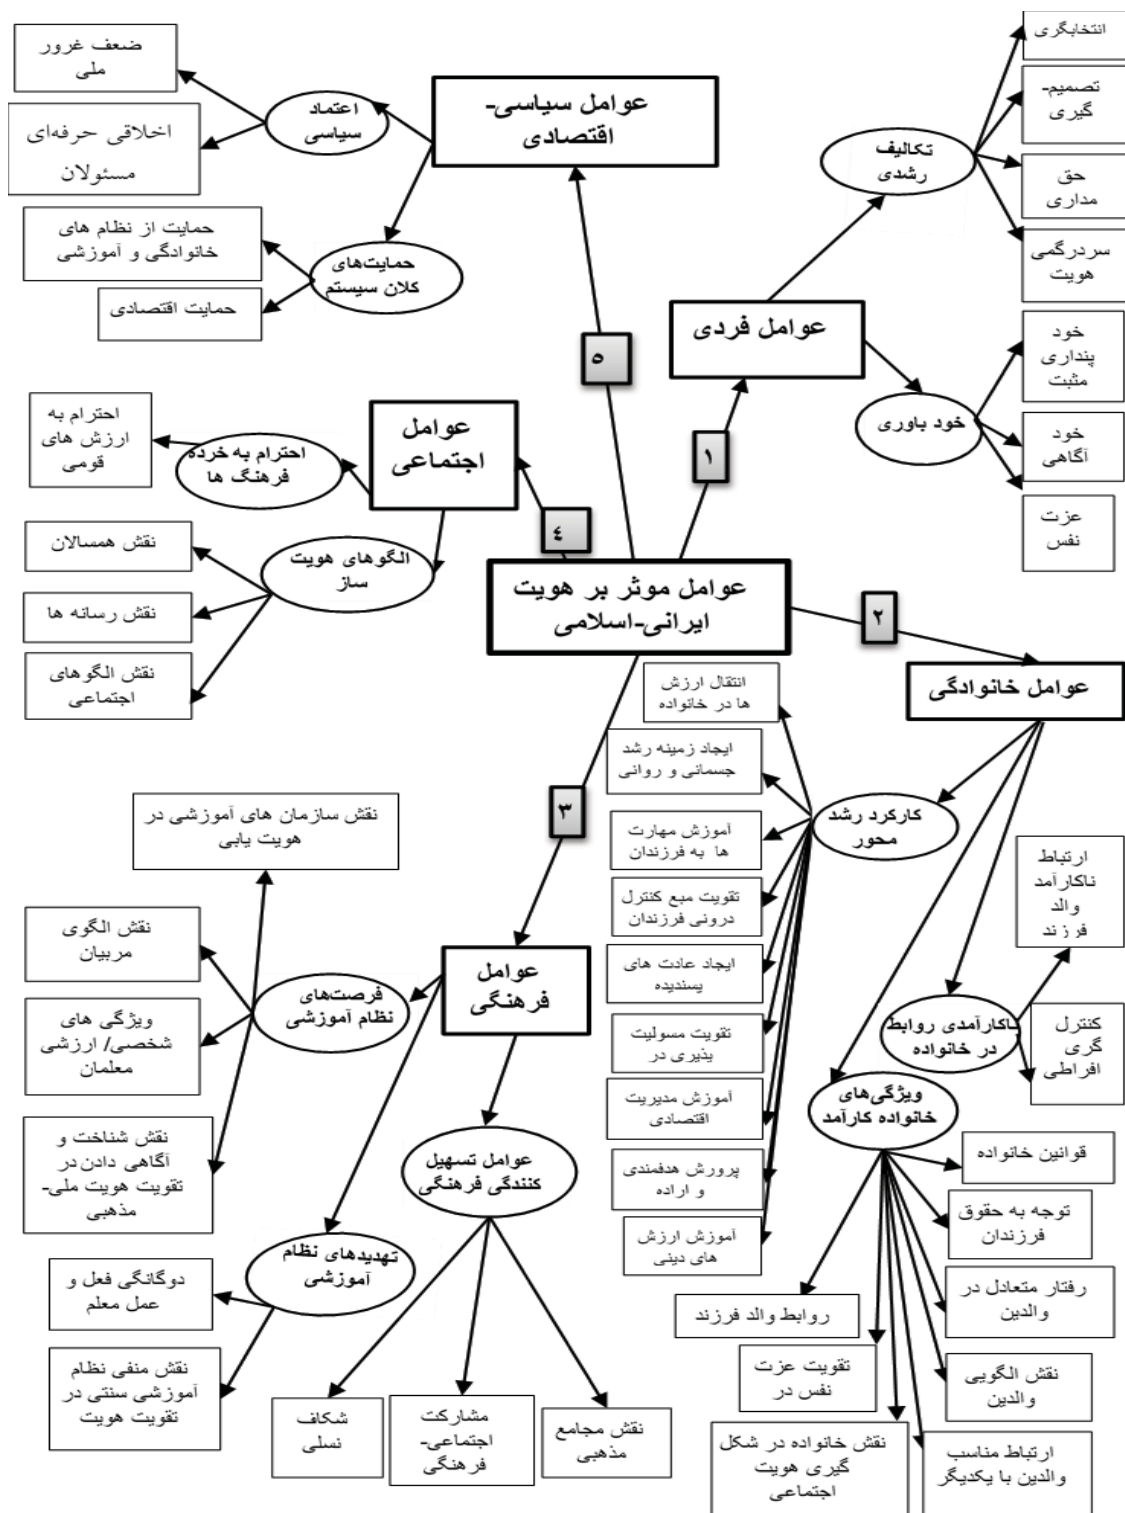 عوامل موثر بر هویت
ایرانی-اسلامی
۱
عوامل فردی
تکالیف
رشدی
انتخابگری
تصمیم-
گیری
حق
مداری
سردرگمی
هویت
خود باوری
خود
پنداری
مثبت
خود
آگاهی
عزت
نفس
۲
عوامل خانوادگی
کارکرد رشد
محور
انتقال ارزش
ها در خانواده
ایجاد زمینه رشد
جسمانی و روانی
آموزش مهارت
ها به فرزندان
تقویت مبع کنترل
درونی فرزندان
ایجاد عادت های
پسندیده
تقویت مسولیت
پذیری در
آموزش مدیریت
اقتصادی
پرورش هدفمندی
و اراده
آموزش ارزش
های دینی
ناکارآمدی روابط
در خانواده
ارتباط
ناکارآمد
والد
فرزند
کنترل
گری
افراطی
ویژگی‌های
خانواده کارآمد
قوانین خانواده
توجه به حقوق
فرزندان
رفتار متعادل در
والدین
نقش الگویی
والدین
ارتباط مناسب
والدین با یکدیگر
نقش خانواده در شکل
گیری هویت
اجتماعی
تقویت عزت
نفس در
روابط والد فرزند
۳
عوامل
فرهنگی
فرصت‌های
نظام آموزشی
نقش سازمان های آموزشی در
هویت یابی
نقش الگوی
مربیان
ویژگی های
شخصی/ ارزشی
معلمان
نقش شناخت و
آگاهی دادن در
تقویت هویت ملی-
مذهبی
تهدیدهای نظام
آموزشی
دوگانگی فعل و
عمل معلم
نقش منفی نظام
آموزشی سنتی در
تقویت هویت
عوامل تسهیل
کنندگی فرهنگی
شکاف
نسلی
مشارکت
اجتماعی-
فرهنگی
نقش مجامع
مذهبی
۴
عوامل
اجتماعی
احترام به خرده
فرهنگ ها
احترام به
ارزش های
قومی
الگوهای هویت
ساز
نقش همسالان
نقش رسانه ها
نقش الگوهای
اجتماعی
۵
عوامل سیاسی-
اقتصادی
اعتماد
سیاسی
ضعف غرور
ملی
اخلاقی حرفه‌ای
مسئولان
حمایت‌های
کلان سیستم
حمایت از نظام های
خانوادگی و آموزشی
حمایت اقتصادی